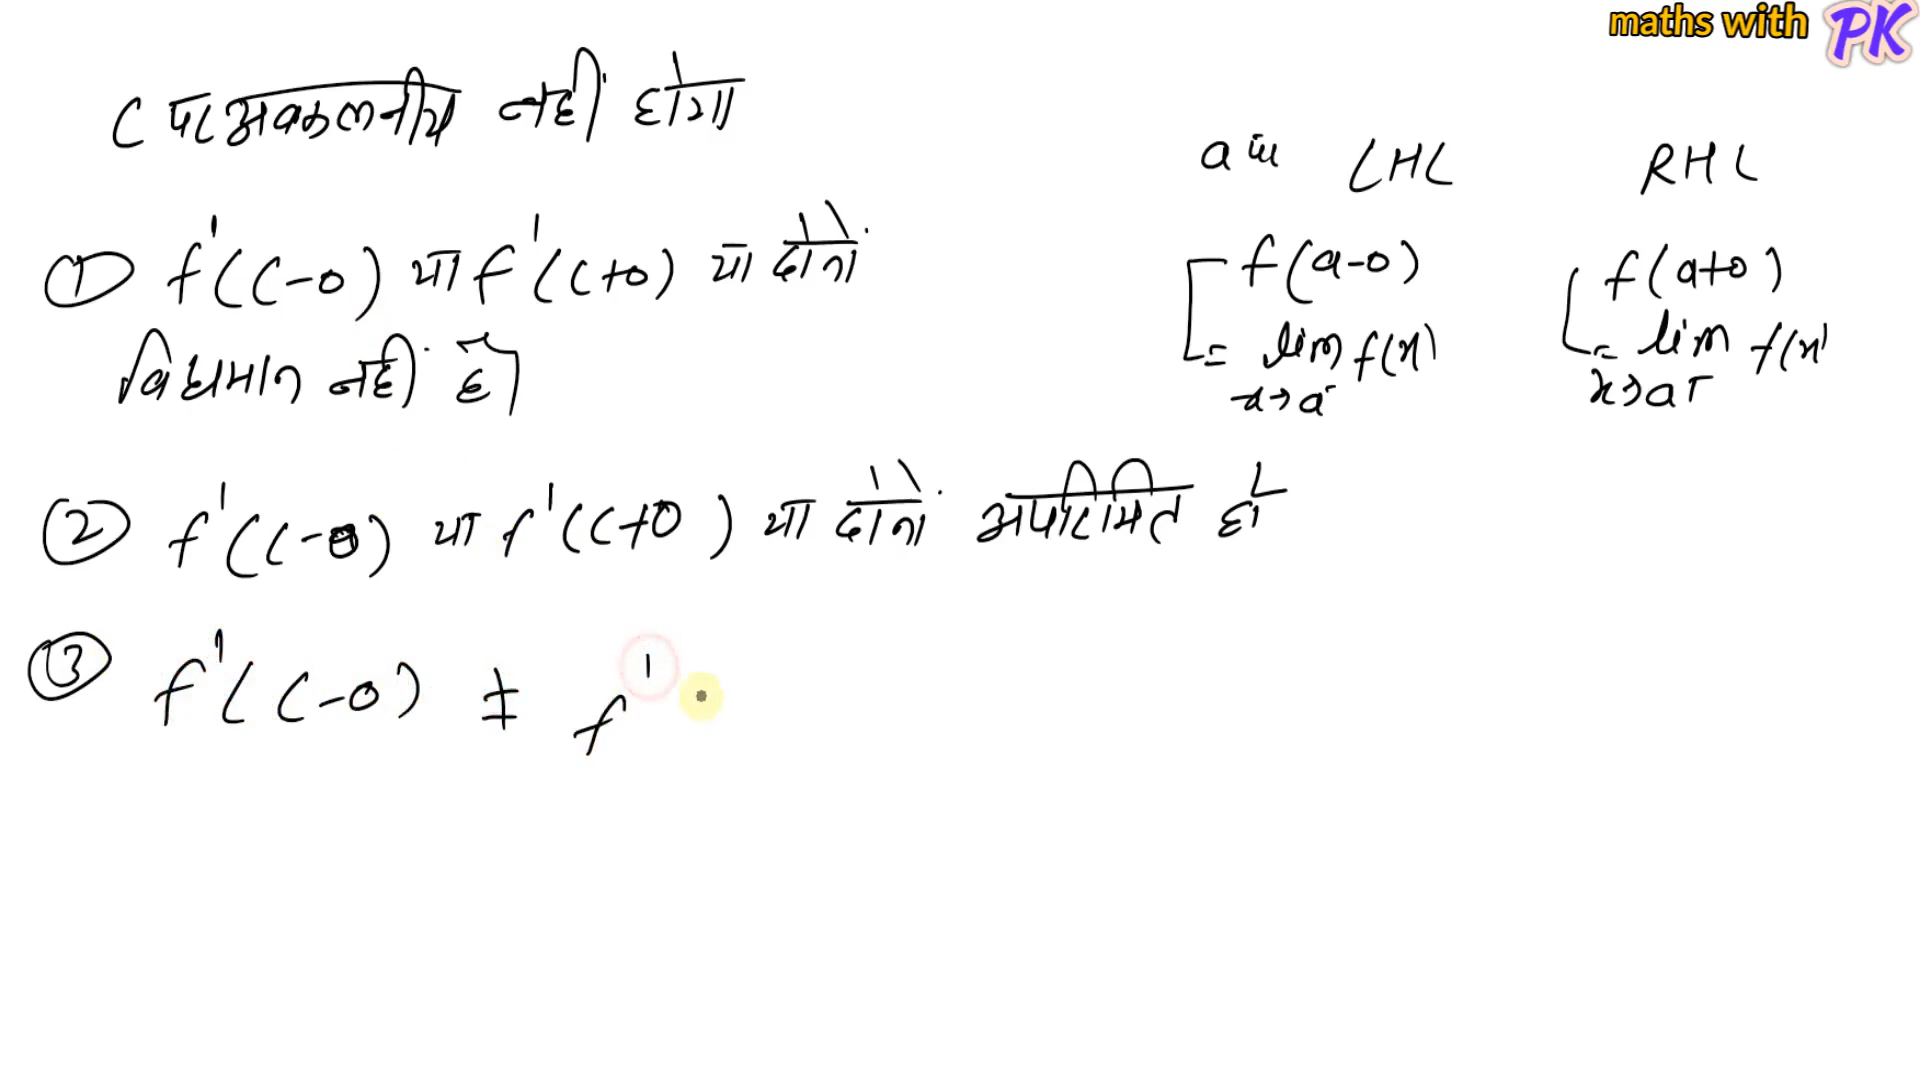 maths with PK
C पर अवकलनीय नहीं होगा
① f'(c-0) या f'(c+0) या दोनों
विद्यमान नहीं हो
② f'(c-0) या f'(c+0) या दोनों अपरिमित हों
③ f'(c-0) ≠ f'
a पर LHL RHL
f(a-0) f(a+0)
= lim f(x) = lim f(x)
x→a⁻ x→a⁺